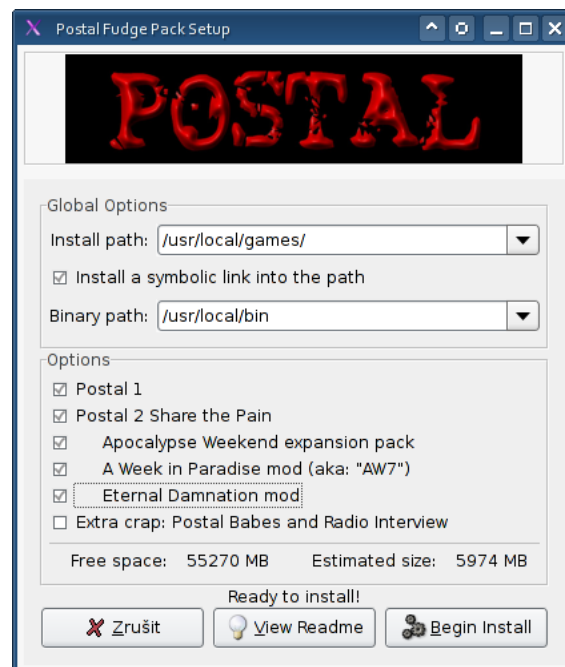 Postal Fudge Pack Setup
POSTAL
Global Options
Install path: /usr/local/games/
Install a symbolic link into the path
Binary path: /usr/local/bin
Options
Postal 1
Postal 2 Share the Pain
Apocalypse Weekend expansion pack
A Week in Paradise mod (aka: "AW7")
Eternal Damnation mod
Extra crap: Postal Babes and Radio Interview
Free space: 55270 MB Estimated size: 5974 MB
Ready to install!
Zrušit View Readme Begin Install